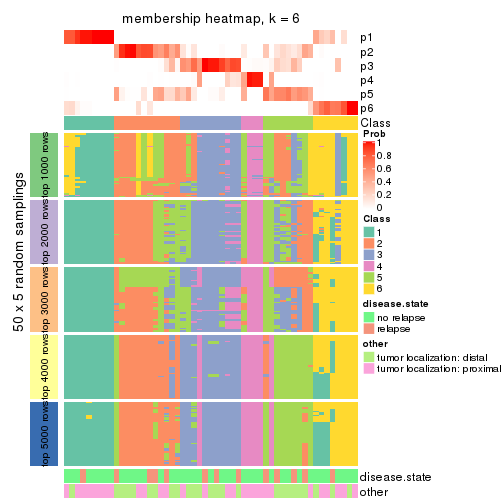 membership heatmap, k = 6
p1
p2
p3
p4
p5
p6
Class
50 x 5 random samplings
top 1000 rows
top 2000 rows
top 3000 rows
top 4000 rows
top 5000 rows
Prob
1
0.8
0.6
0.4
0.2
0
Class
1
2
3
4
5
6
disease.state
no relapse
relapse
other
tumor localization: distal
tumor localization: proximal
disease.state
other